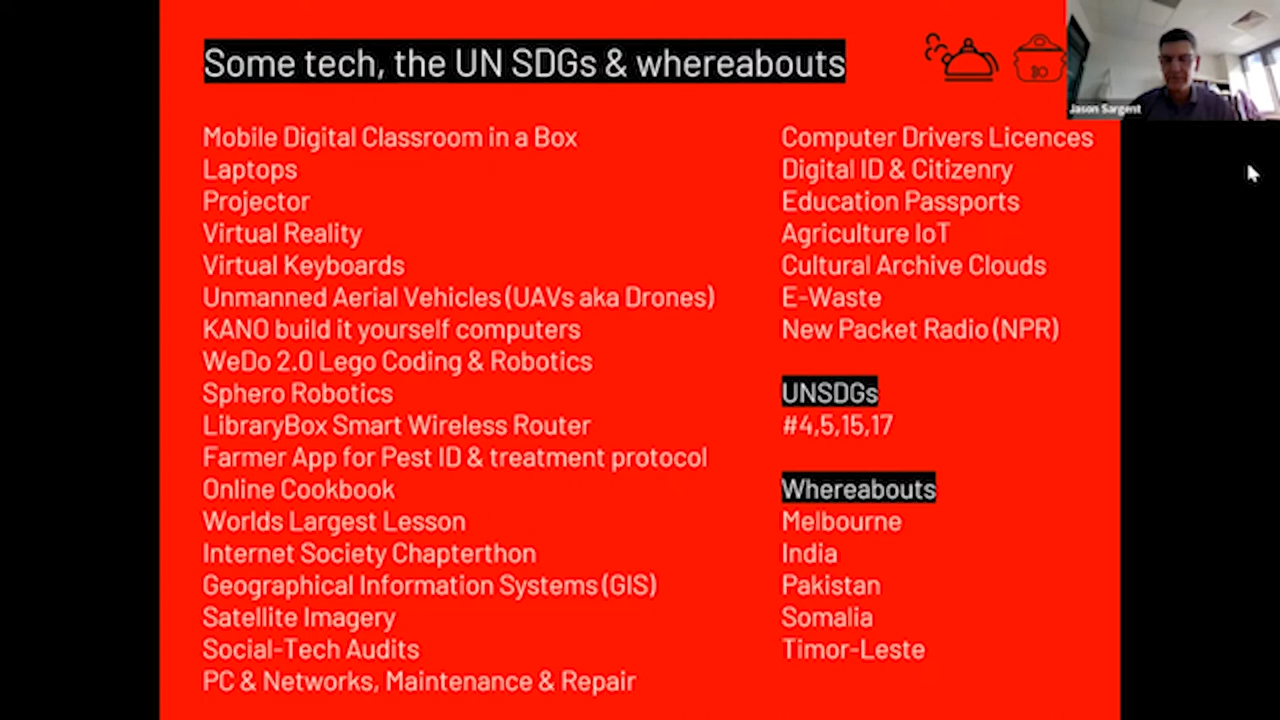 Some tech, the UN SDGs & whereabouts
Jason Sargent
Mobile Digital Classroom in a Box
Laptops
Projector
Virtual Reality
Virtual Keyboards
Unmanned Aerial Vehicles (UAVs aka Drones)
KANO build it yourself computers
WeDo 2.0 Lego Coding & Robotics
Sphero Robotics
LibraryBox Smart Wireless Router
Farmer App for Pest ID & treatment protocol
Online Cookbook
Worlds Largest Lesson
Internet Society Chapterthon
Geographical Information Systems (GIS)
Satellite Imagery
Social-Tech Audits
PC & Networks, Maintenance & Repair
Computer Drivers Licences
Digital ID & Citizenry
Education Passports
Agriculture IoT
Cultural Archive Clouds
E-Waste
New Packet Radio (NPR)
UNSDGs
#4,5,15,17
Whereabouts
Melbourne
India
Pakistan
Somalia
Timor-Leste